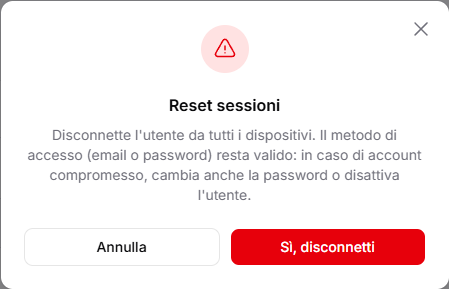 Reset sessioni
Disconnette l'utente da tutti i dispositivi. Il metodo di
accesso (email o password) resta valido: in caso di account
compromesso, cambia anche la password o disattiva
l'utente.
Annulla
Sì, disconnetti